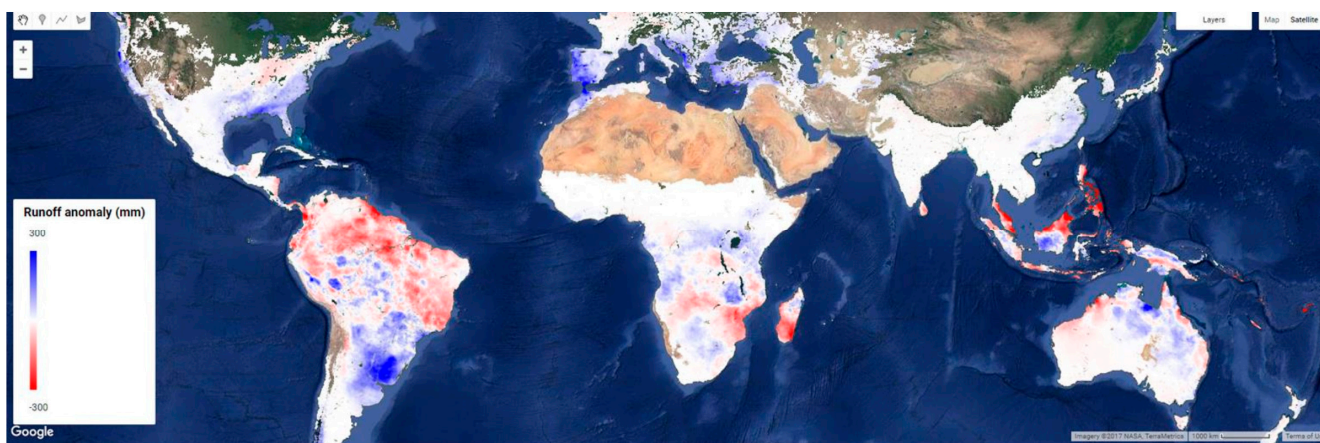 +
Layers
Map Satellite
−
Runoff anomaly (mm)
300
-300
Google
Imagery ©2017 NASA, TerraMetrics
1000 km
Terms of U